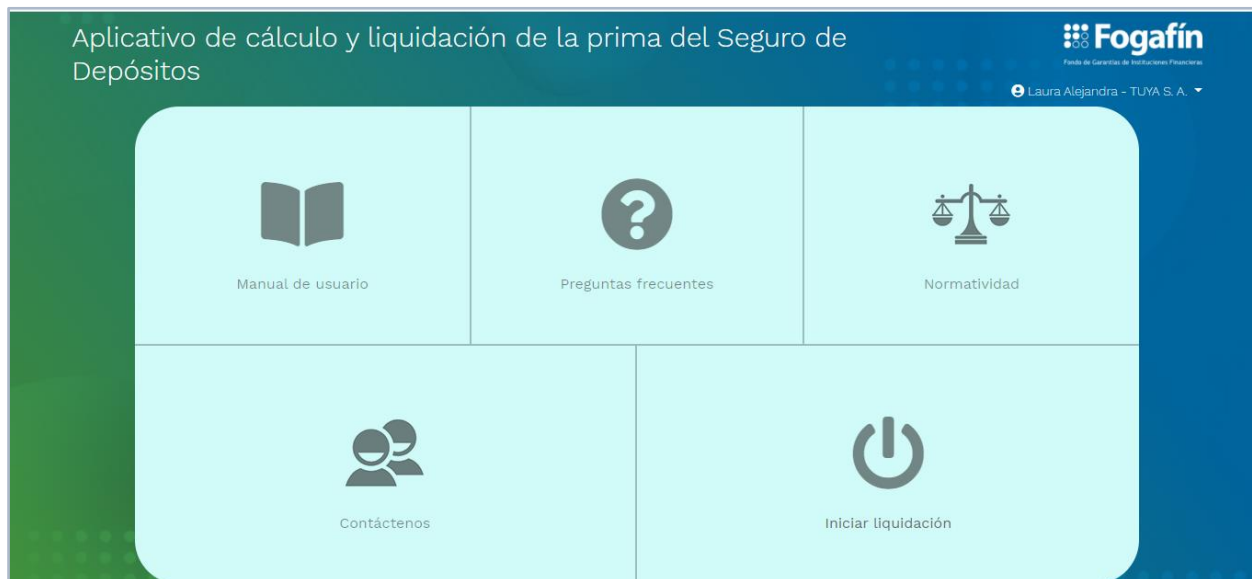 Aplicativo de cálculo y liquidación de la prima del Seguro de
Depósitos
Fogafín
Fondo de Garantías de Instituciones Financieras
Laura Alejandra - TUYA S. A.
Manual de usuario
Preguntas frecuentes
Normatividad
Contáctenos
Iniciar liquidación